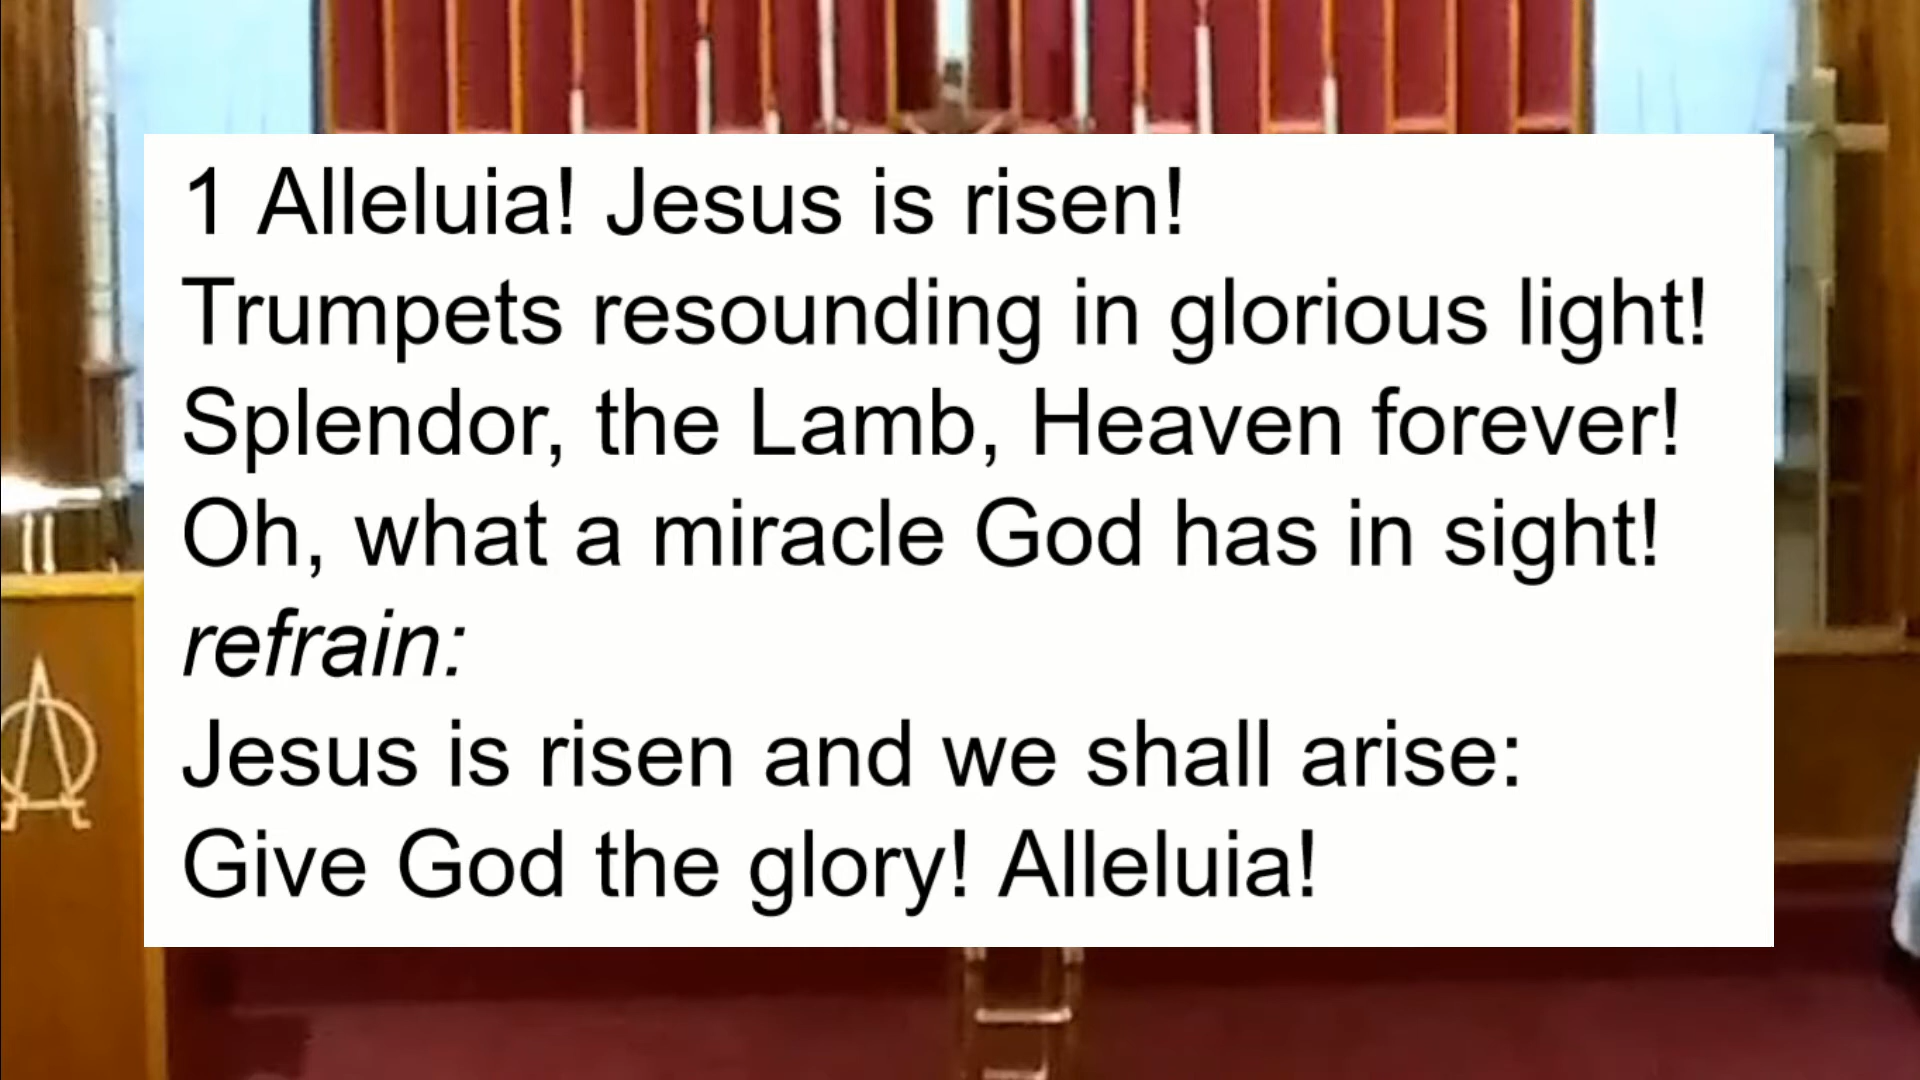 1 Alleluia! Jesus is risen!
Trumpets resounding in glorious light!
Splendor, the Lamb, Heaven forever!
Oh, what a miracle God has in sight!
refrain:
Jesus is risen and we shall arise:
Give God the glory! Alleluia!